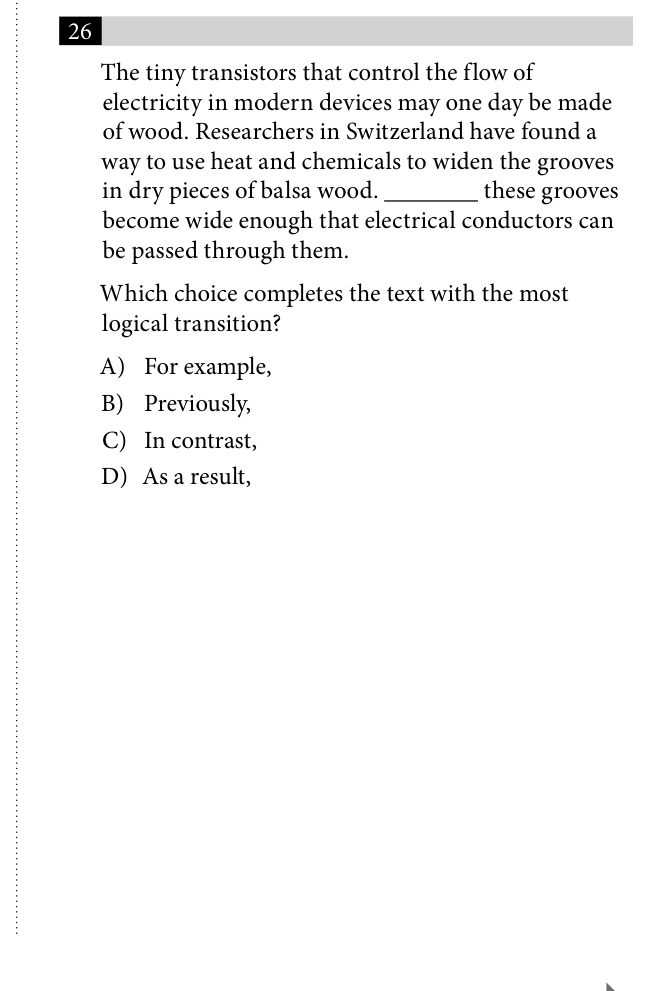 26
The tiny transistors that control the flow of
electricity in modern devices may one day be made
of wood. Researchers in Switzerland have found a
way to use heat and chemicals to widen the grooves
in dry pieces of balsa wood. ________ these grooves
become wide enough that electrical conductors can
be passed through them.
Which choice completes the text with the most
logical transition?
A) For example,
B) Previously,
C) In contrast,
D) As a result,